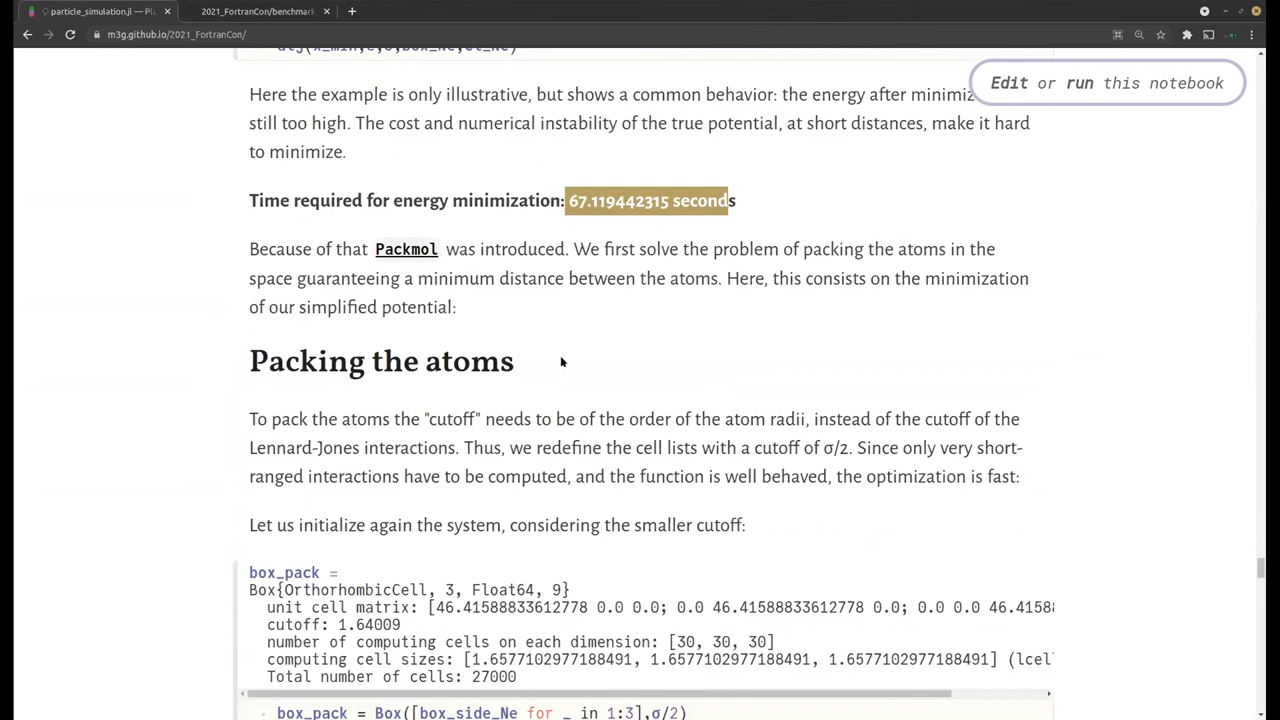 particle_simulation.jl — Pl
2021_FortranCon/benchmark
m3g.github.io/2021_FortranCon/
Edit or run this notebook
Here the example is only illustrative, but shows a common behavior: the energy after minimiz
still too high. The cost and numerical instability of the true potential, at short distances, make it hard
to minimize.
Time required for energy minimization: 67.119442315 seconds
Because of that Packmol was introduced. We first solve the problem of packing the atoms in the
space guaranteeing a minimum distance between the atoms. Here, this consists on the minimization
of our simplified potential:
Packing the atoms
To pack the atoms the "cutoff" needs to be of the order of the atom radii, instead of the cutoff of the
Lennard-Jones interactions. Thus, we redefine the cell lists with a cutoff of σ/2. Since only very short-
ranged interactions have to be computed, and the function is well behaved, the optimization is fast:
Let us initialize again the system, considering the smaller cutoff:
box_pack =
Box{OrthorhombicCell, 3, Float64, 9}
unit cell matrix: [46.41588833612778 0.0 0.0; 0.0 46.41588833612778 0.0; 0.0 0.0 46.4158
cutoff: 1.64009
number of computing cells on each dimension: [30, 30, 30]
computing cell sizes: [1.6577102977188491, 1.6577102977188491, 1.6577102977188491] (lcel
Total number of cells: 27000
box_pack = Box([box_side_Ne for _ in 1:3],σ/2)